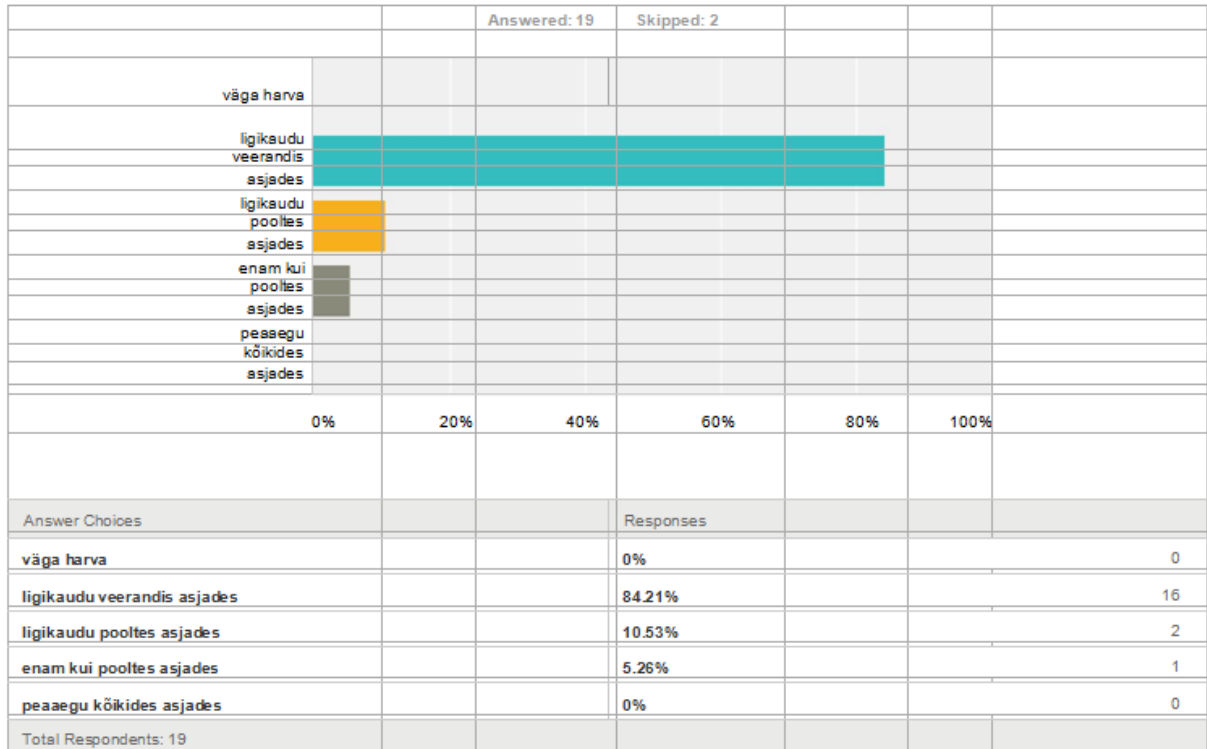 Answered: 19 Skipped: 2
väga harva
ligikaudu
veerandis
asjades
ligikaudu
pooltes
asjades
enam kui
pooltes
asjades
peaaegu
kõikides
asjades
0% 20% 40% 60% 80% 100%
Answer Choices Responses
väga harva 0% 0
ligikaudu veerandis asjades 84.21% 16
ligikaudu pooltes asjades 10.53% 2
enam kui pooltes asjades 5.26% 1
peaaegu kõikides asjades 0% 0
Total Respondents: 19